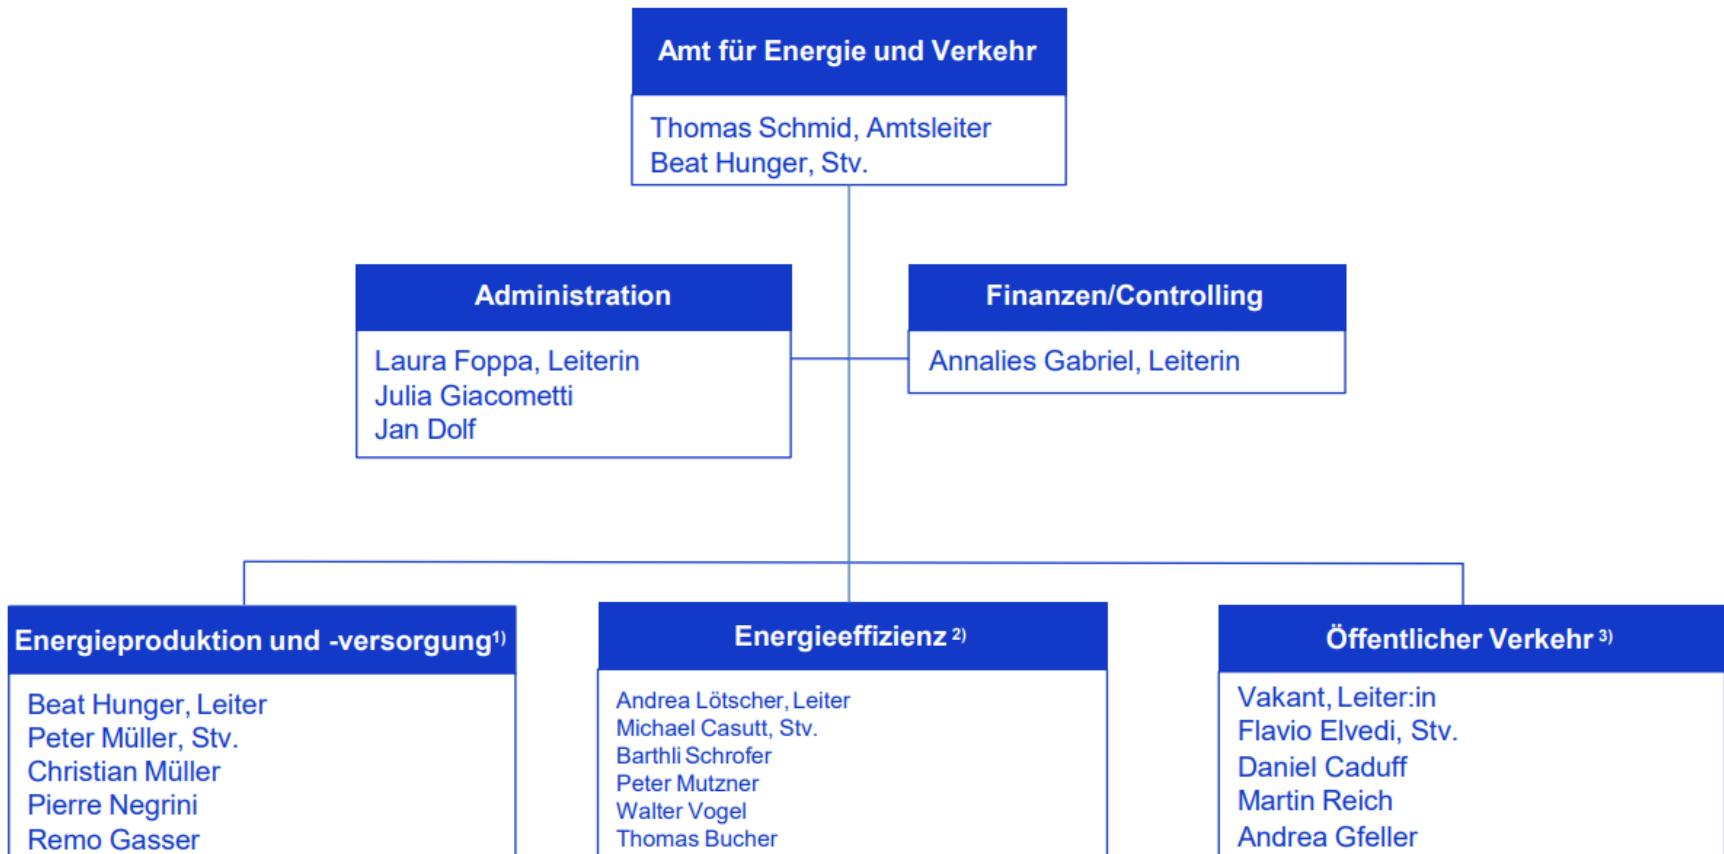 Amt für Energie und Verkehr
Thomas Schmid, Amtsleiter
Beat Hunger, Stv.
Administration
Laura Foppa, Leiterin
Julia Giacometti
Jan Dolf
Finanzen/Controlling
Annalies Gabriel, Leiterin
Energieproduktion und -versorgung1)
Beat Hunger, Leiter
Peter Müller, Stv.
Christian Müller
Pierre Negrini
Remo Gasser
Energieeffizienz 2)
Andrea Lötscher, Leiter
Michael Casutt, Stv.
Barthli Schrofer
Peter Mutzner
Walter Vogel
Thomas Bucher
Öffentlicher Verkehr 3)
Vakant, Leiter:in
Flavio Elvedi, Stv.
Daniel Caduff
Martin Reich
Andrea Gfeller